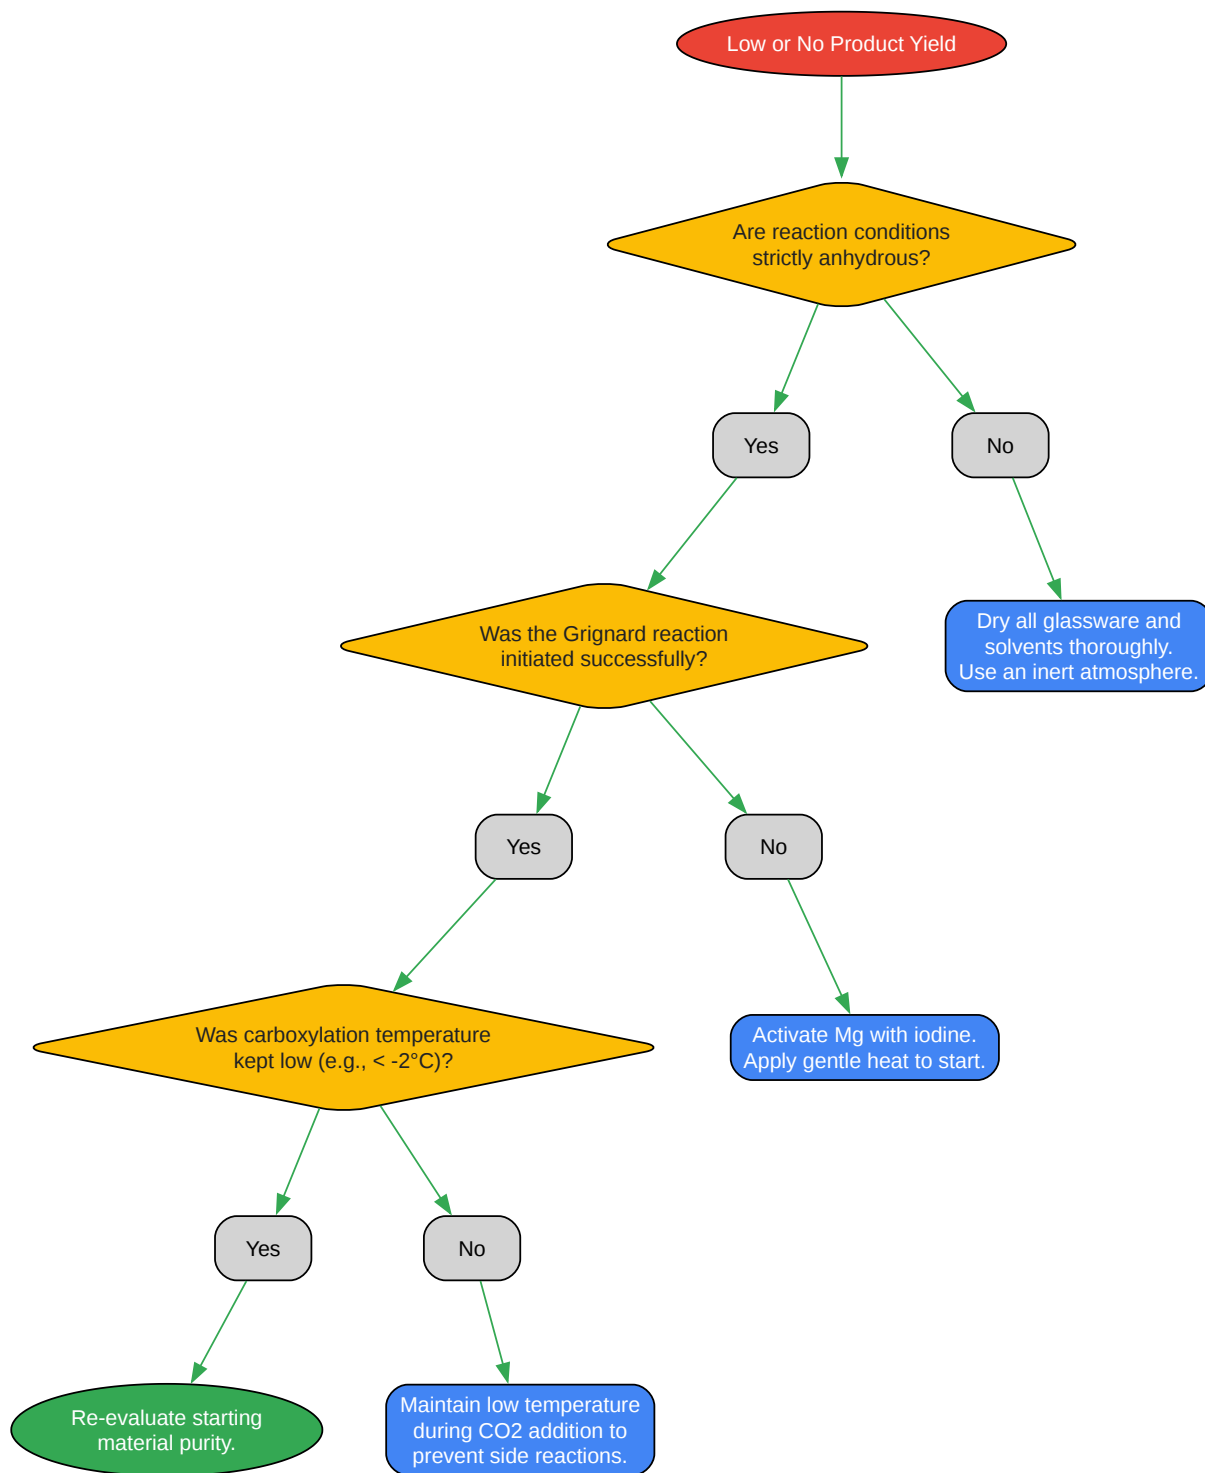 Low or No Product Yield
Are reaction conditions
strictly anhydrous?
Yes
No
Was the Grignard reaction
initiated successfully?
Dry all glassware and
solvents thoroughly.
Use an inert atmosphere.
Yes
No
Was carboxylation temperature
kept low (e.g., < -2°C)?
Activate Mg with iodine.
Apply gentle heat to start.
Yes
No
Re-evaluate starting
material purity.
Maintain low temperature
during CO2 addition to
prevent side reactions.